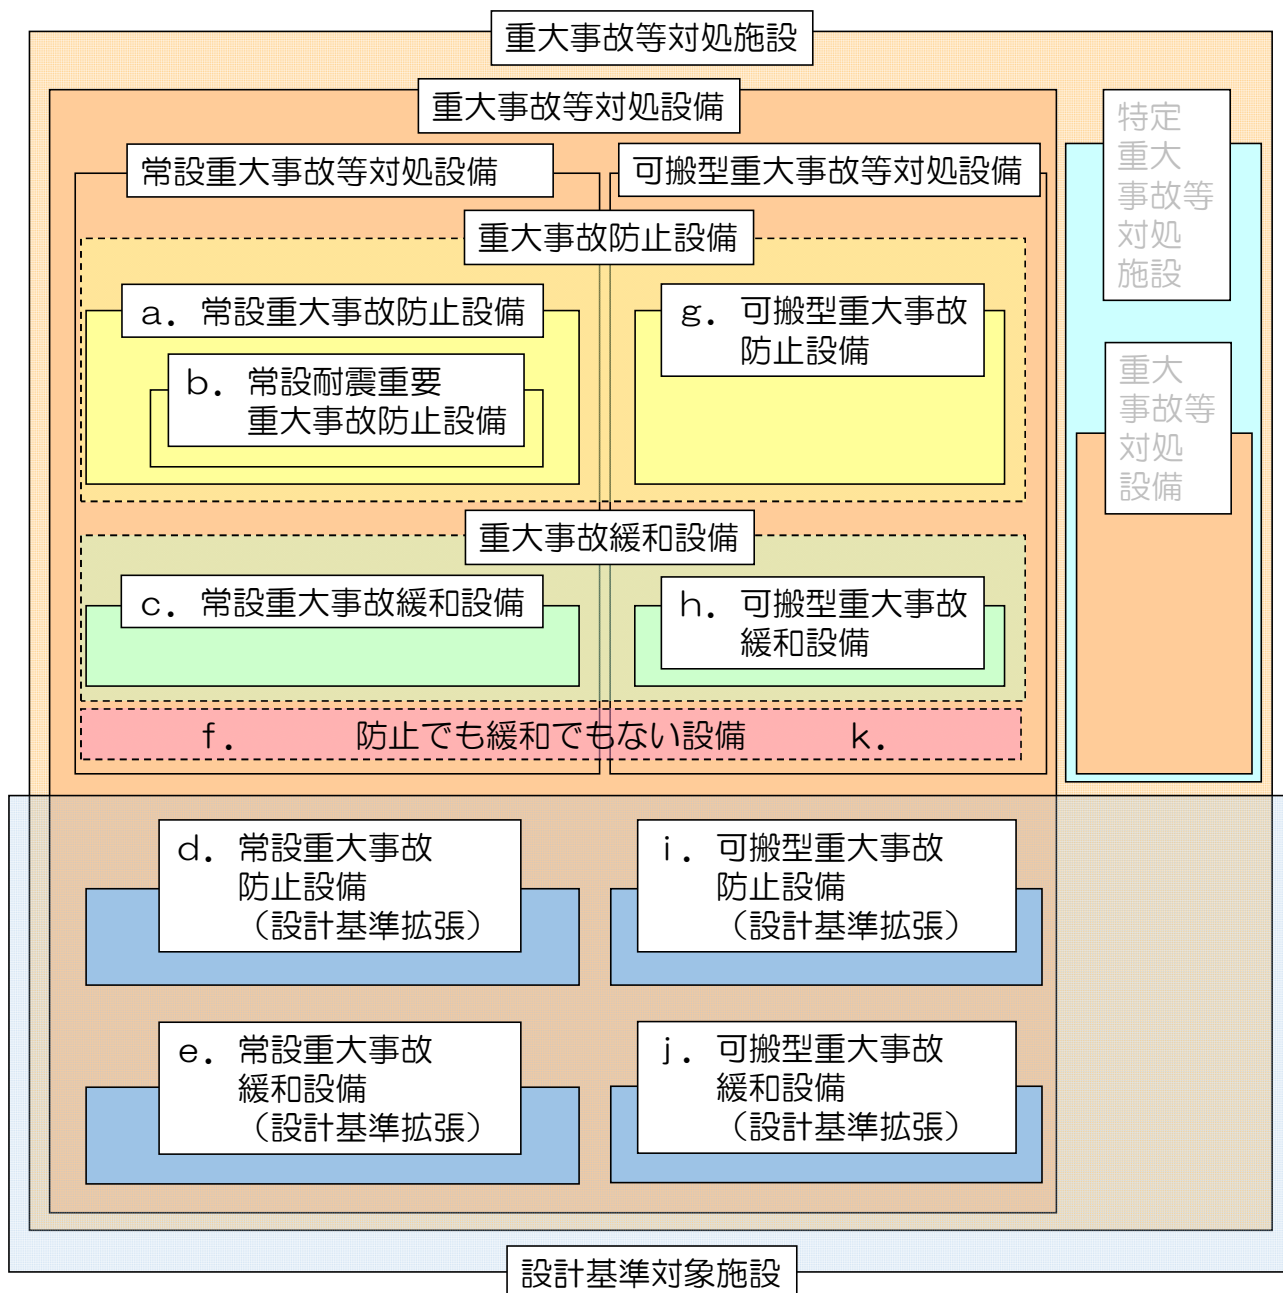 重大事故等対処施設
重大事故等対処設備
常設重大事故等対処設備
可搬型重大事故等対処設備
特定
重大
事故等
対処
施設
重大事故防止設備
a．常設重大事故防止設備
b．常設耐震重要
重大事故防止設備
g．可搬型重大事故
防止設備
重大
事故等
対処
設備
重大事故緩和設備
c．常設重大事故緩和設備
h．可搬型重大事故
緩和設備
f．　防止でも緩和でもない設備　k．
d．常設重大事故
防止設備
（設計基準拡張）
i．可搬型重大事故
防止設備
（設計基準拡張）
e．常設重大事故
緩和設備
（設計基準拡張）
j．可搬型重大事故
緩和設備
（設計基準拡張）
設計基準対象施設